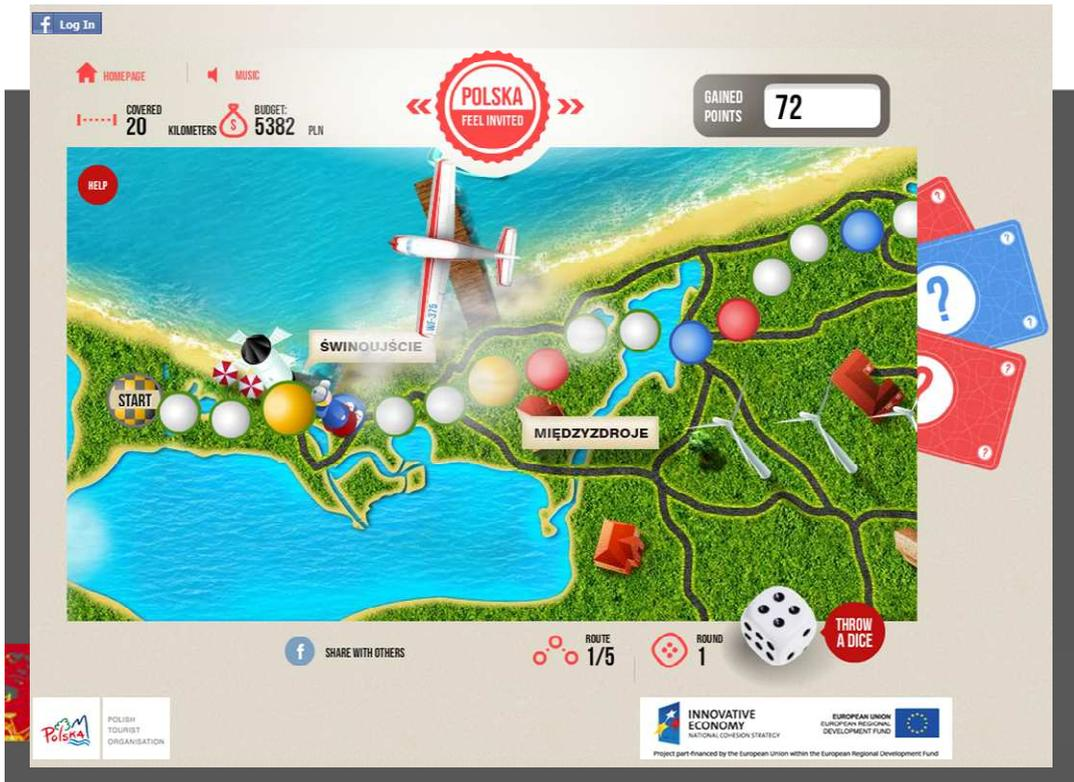 f Log In
HOMEPAGE
MUSIC
COVERED
20 KILOMETERS
$
BUDGET:
5382 PLN
POLSKA
FEEL INVITED
GAINED
POINTS
72
HELP
WF-376
ŚWINOUJŚCIE
START
MIĘDZYZDROJE
?
?
?
?
?
?
?
THROW
A DICE
f SHARE WITH OTHERS
ROUTE
1/5
ROUND
1
Polska
POLISH
TOURIST
ORGANISATION
INNOVATIVE
ECONOMY
NATIONAL COHESION STRATEGY
EUROPEAN UNION
EUROPEAN REGIONAL
DEVELOPMENT FUND
Project part-financed by the European Union within the European Regional Development Fund